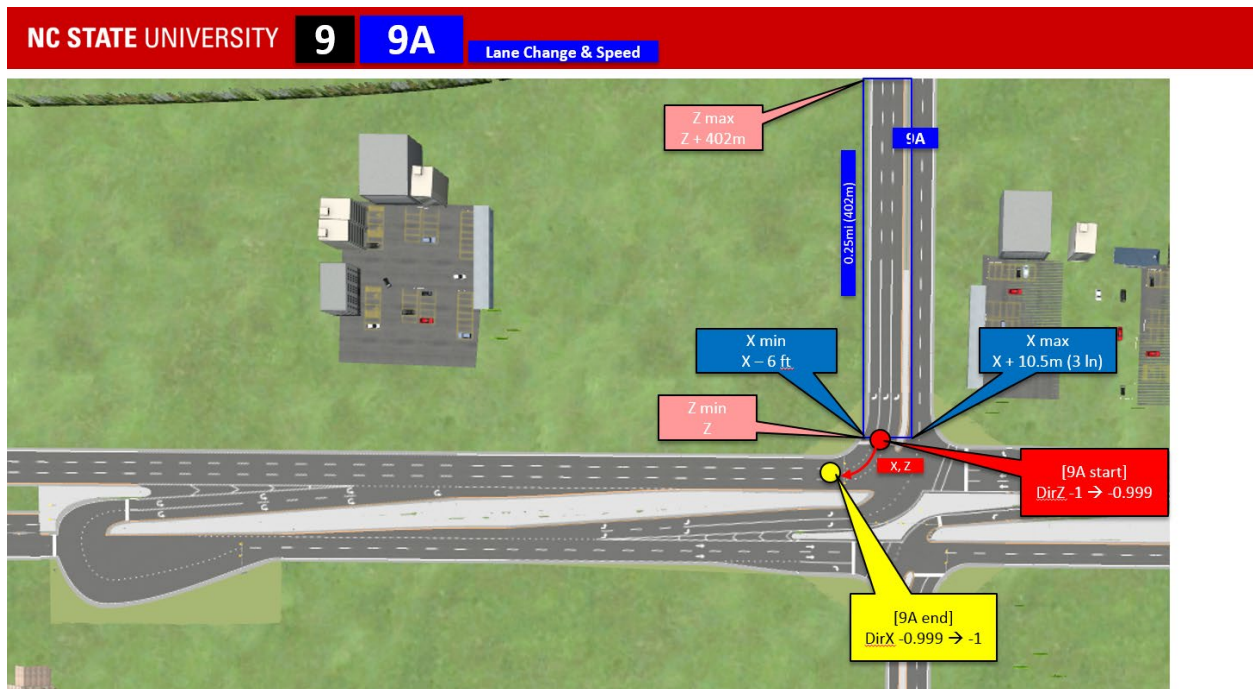 NC STATE UNIVERSITY
9
9A
Lane Change & Speed
Z max
Z + 402m
9A
0.25mi (402m)
X min
X – 6 ft
X max
X + 10.5m (3 ln)
Z min
Z
X, Z
[9A start]
DirZ -1 → -0.999
[9A end]
DirX -0.999 → -1